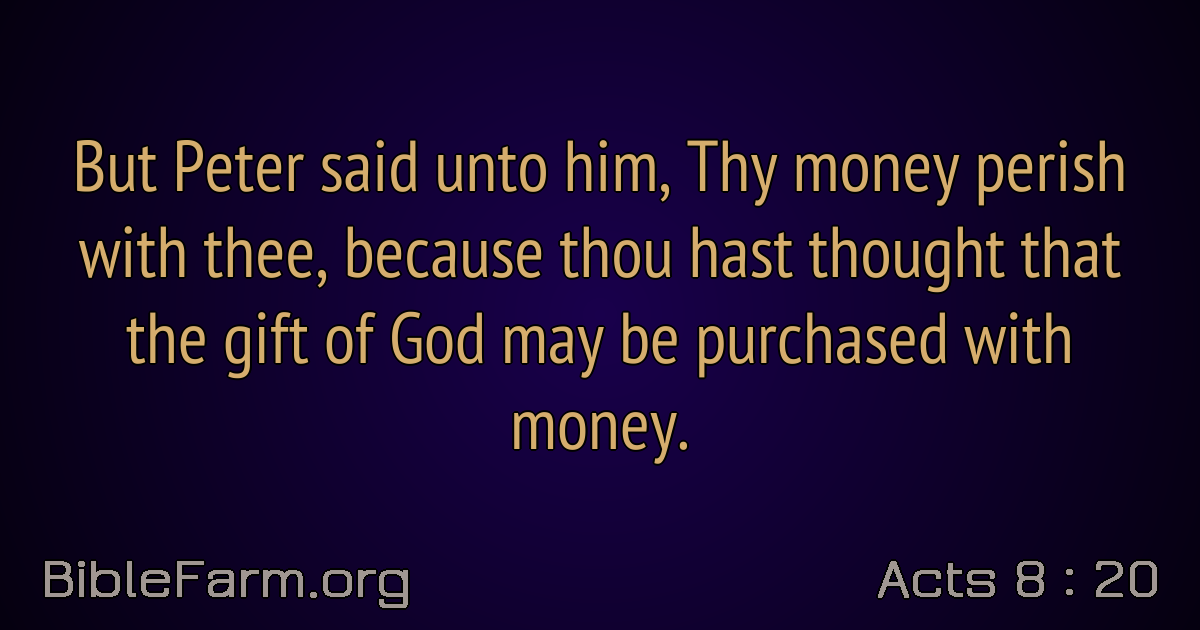 But Peter said unto him, Thy money perish
with thee, because thou hast thought that
the gift of God may be purchased with
money.
BibleFarm.org
Acts 8 : 20